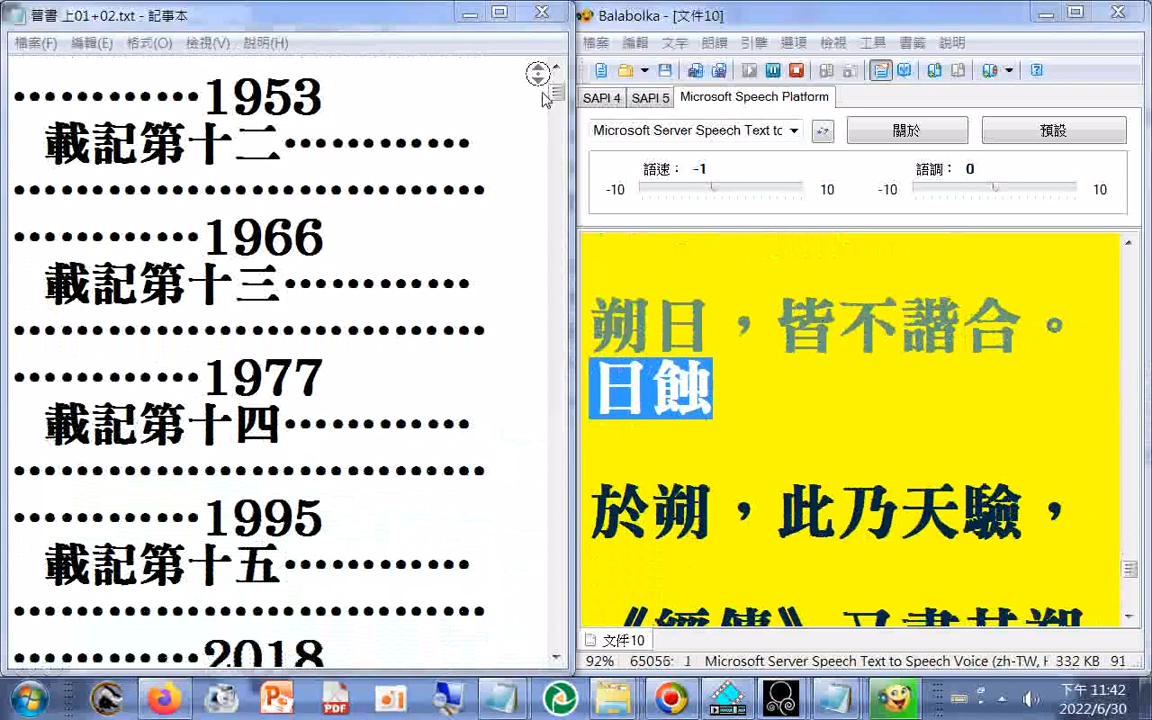 晉書 上01+02.txt - 記事本
檔案(F) 編輯(E) 格式(O) 檢視(V) 說明(H)
············1953
載記第十二············
······························
············1966
載記第十三············
······························
············1977
載記第十四············
······························
············1995
載記第十五············
······························
············2018
Balabolka - [文件10]
檔案 編輯 文字 朗讀 引擎 選項 檢視 工具 書籤 說明
SAPI 4 SAPI 5 Microsoft Speech Platform
Microsoft Server Speech Text to 關於 預設
語速： -1 語調： 0
-10 10 -10 10
朔日，皆不諧合。
日蝕
於朔，此乃天驗，
《經傳》又書其朔
文件10
92% 65056: 1 Microsoft Server Speech Text to Speech Voice (zh-TW, H 332 KB 91
下午 11:42
2022/6/30